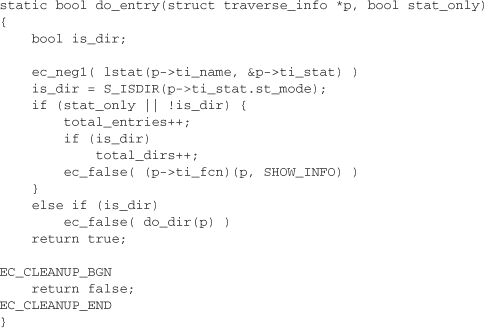 static bool do_entry(struct traverse_info *p, bool stat_only)
{
    bool is_dir;

    ec_neg1( lstat(p->ti_name, &p->ti_stat) )
    is_dir = S_ISDIR(p->ti_stat.st_mode);
    if (stat_only || !is_dir) {
        total_entries++;
        if (is_dir)
            total_dirs++;
        ec_false( (p->ti_fcn)(p, SHOW_INFO) )
    }
    else if (is_dir)
        ec_false( do_dir(p) )
    return true;

EC_CLEANUP_BGN
    return false;
EC_CLEANUP_END
}